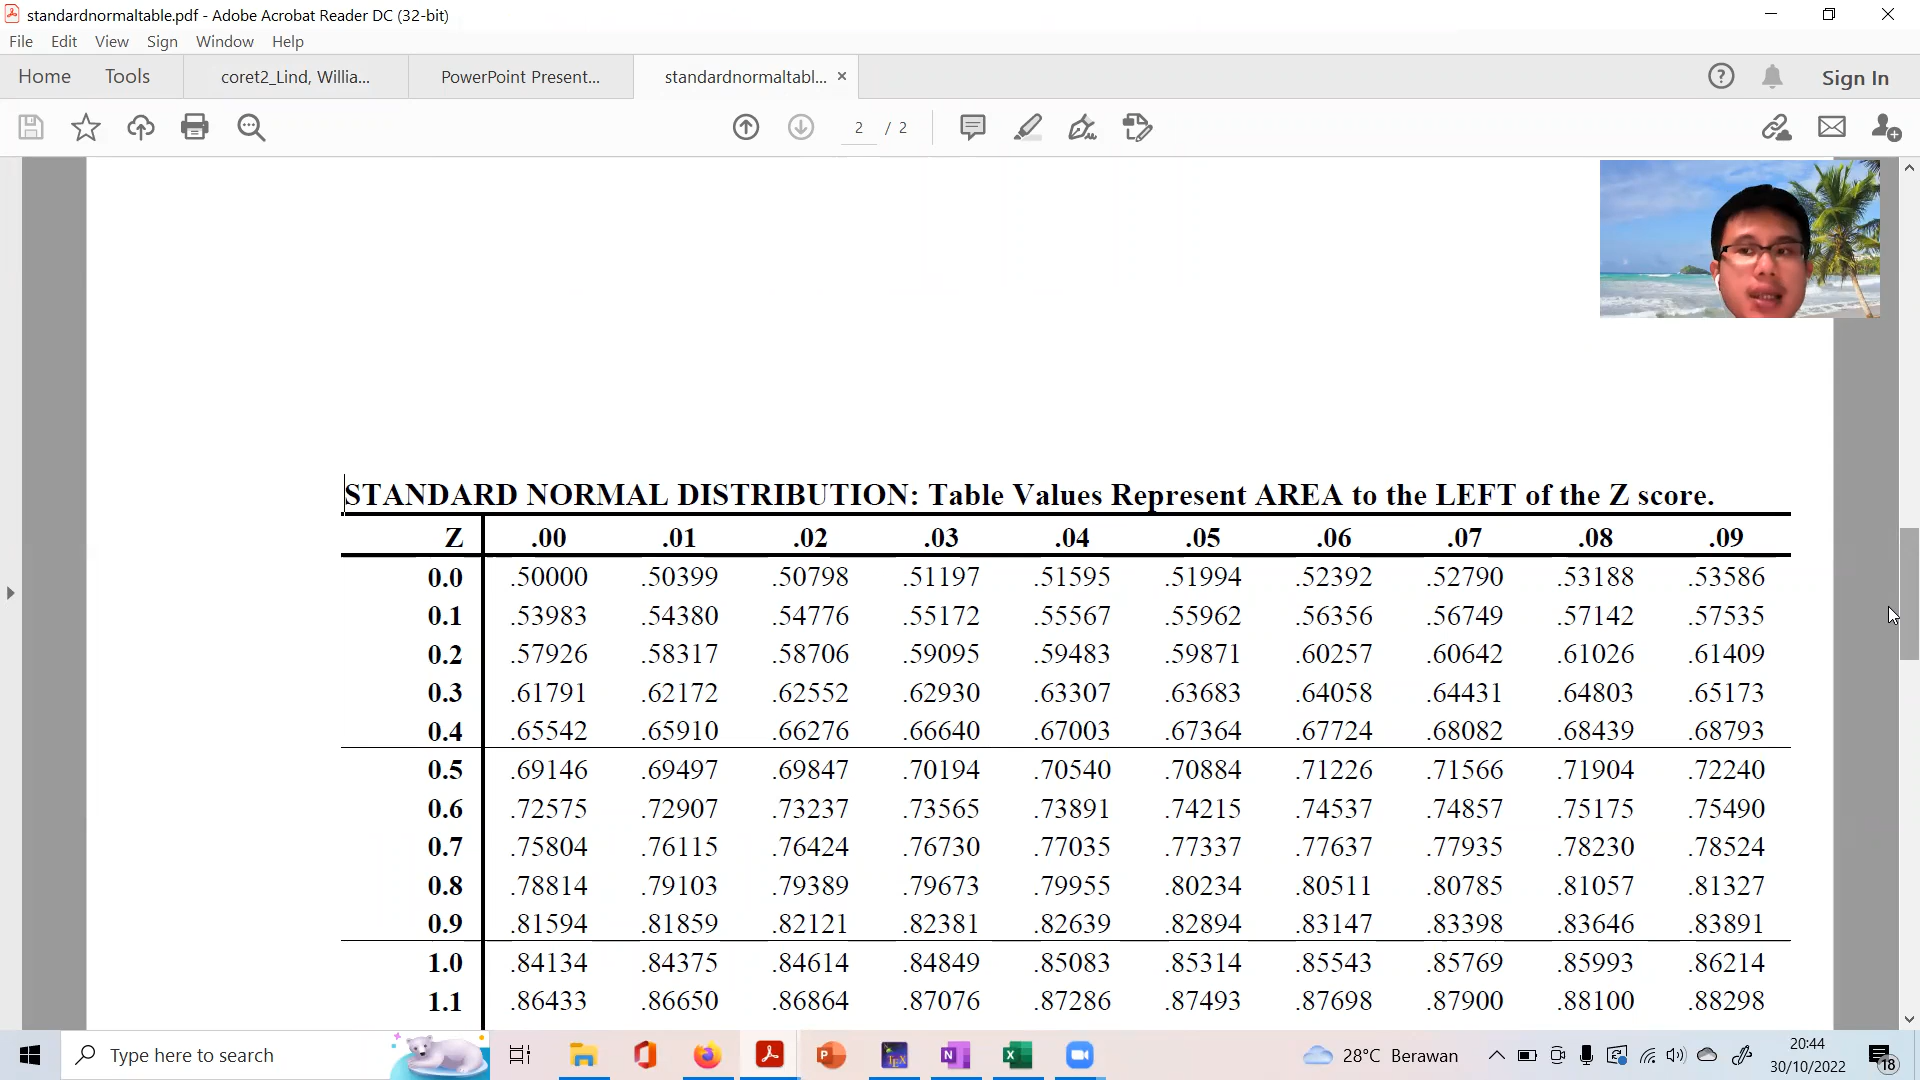 standardnormaltable.pdf - Adobe Acrobat Reader DC (32-bit)
File Edit View Sign Window Help
Home Tools coret2_Lind, Willia... PowerPoint Present... standardnormaltabl... Sign In
2 / 2
STANDARD NORMAL DISTRIBUTION: Table Values Represent AREA to the LEFT of the Z score.
Z .00 .01 .02 .03 .04 .05 .06 .07 .08 .09
0.0 .50000 .50399 .50798 .51197 .51595 .51994 .52392 .52790 .53188 .53586
0.1 .53983 .54380 .54776 .55172 .55567 .55962 .56356 .56749 .57142 .57535
0.2 .57926 .58317 .58706 .59095 .59483 .59871 .60257 .60642 .61026 .61409
0.3 .61791 .62172 .62552 .62930 .63307 .63683 .64058 .64431 .64803 .65173
0.4 .65542 .65910 .66276 .66640 .67003 .67364 .67724 .68082 .68439 .68793
0.5 .69146 .69497 .69847 .70194 .70540 .70884 .71226 .71566 .71904 .72240
0.6 .72575 .72907 .73237 .73565 .73891 .74215 .74537 .74857 .75175 .75490
0.7 .75804 .76115 .76424 .76730 .77035 .77337 .77637 .77935 .78230 .78524
0.8 .78814 .79103 .79389 .79673 .79955 .80234 .80511 .80785 .81057 .81327
0.9 .81594 .81859 .82121 .82381 .82639 .82894 .83147 .83398 .83646 .83891
1.0 .84134 .84375 .84614 .84849 .85083 .85314 .85543 .85769 .85993 .86214
1.1 .86433 .86650 .86864 .87076 .87286 .87493 .87698 .87900 .88100 .88298
Type here to search 28°C Berawan 20:44
30/10/2022 18